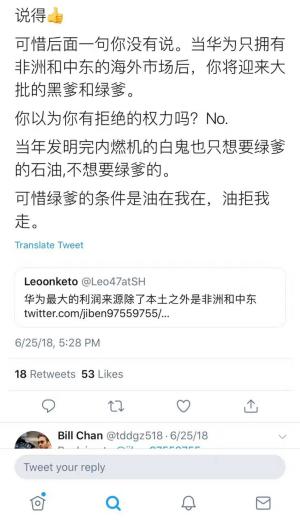 说得👍
可惜后面一句你没有说。当华为只拥有
非洲和中东的海外市场后，你将迎来大
批的黑爹和绿爹。
你以为你有拒绝的权力吗？No.
当年发明完内燃机的白鬼也只想要绿爹
的石油,不想要绿爹的。
可惜绿爹的条件是油在我在，油拒我
走。
Translate Tweet
Leoonketo @Leo47atSH
华为最大的利润来源除了本土之外是非洲和中东
twitter.com/jiben97559755/...
6/25/18, 5:28 PM
18 Retweets 53 Likes
Bill Chan @tddgz518 · 6/25/18
Tweet your reply